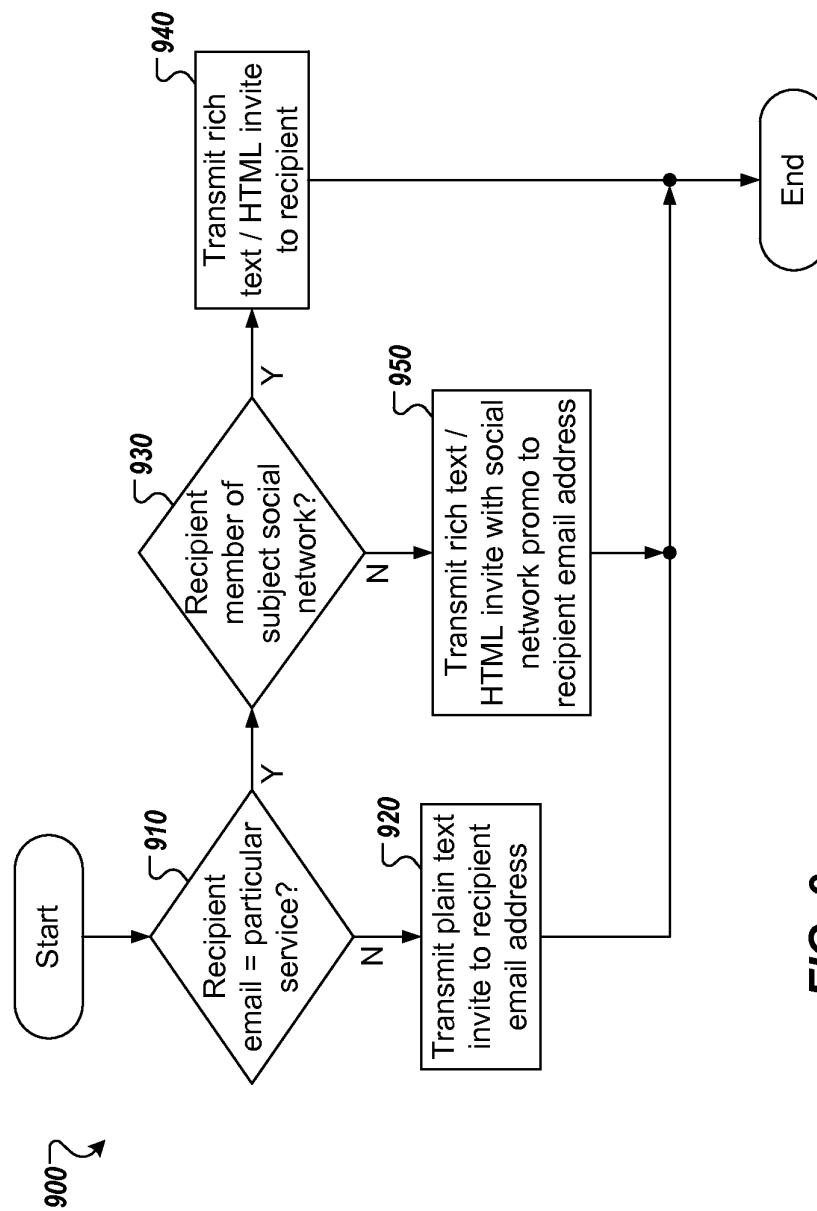 900
Start
910
Recipient
email = particular
service?
Y
N
920
Transmit plain text
invite to recipient
email address
930
Recipient
member of
subject social
network?
Y
N
940
Transmit rich
text / HTML invite
to recipient
950
Transmit rich text /
HTML invite with social
network promo to
recipient email address
End
FIG.